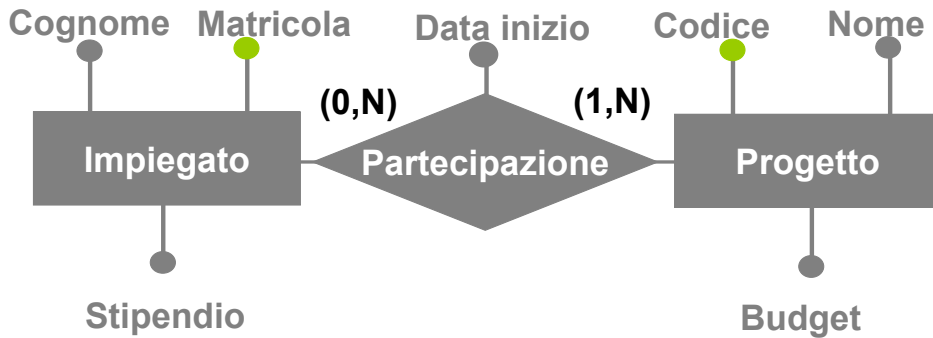 Cognome Matricola Data inizio Codice Nome
(0,N) (1,N)
Impiegato Partecipazione Progetto
Stipendio Budget